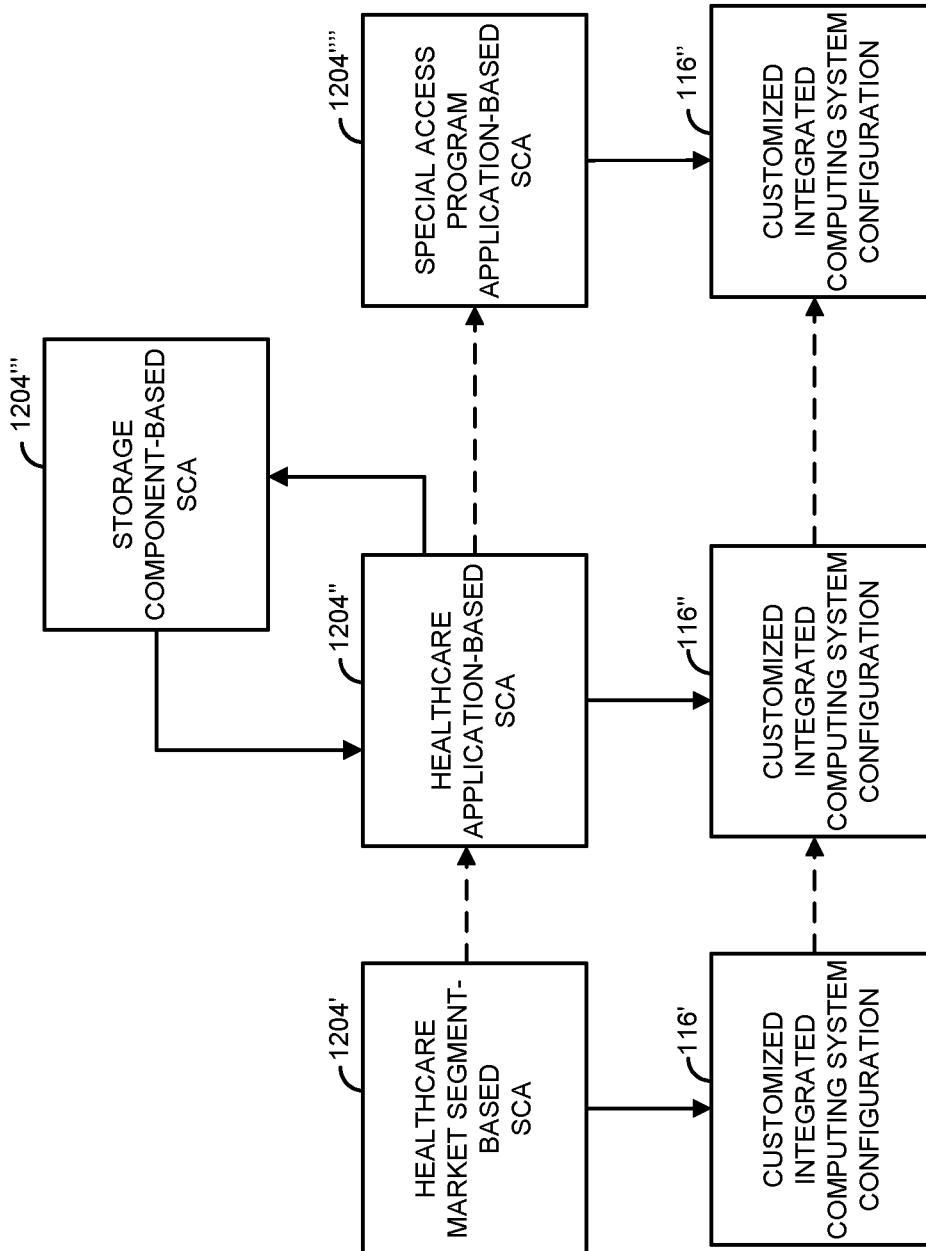 1204"'
STORAGE
COMPONENT-BASED
SCA
1204'
HEALTHCARE
MARKET SEGMENT-
BASED
SCA
1204"
HEALTHCARE
APPLICATION-BASED
SCA
1204""
SPECIAL ACCESS
PROGRAM
APPLICATION-BASED
SCA
116'
CUSTOMIZED
INTEGRATED
COMPUTING SYSTEM
CONFIGURATION
116"
CUSTOMIZED
INTEGRATED
COMPUTING SYSTEM
CONFIGURATION
116"
CUSTOMIZED
INTEGRATED
COMPUTING SYSTEM
CONFIGURATION